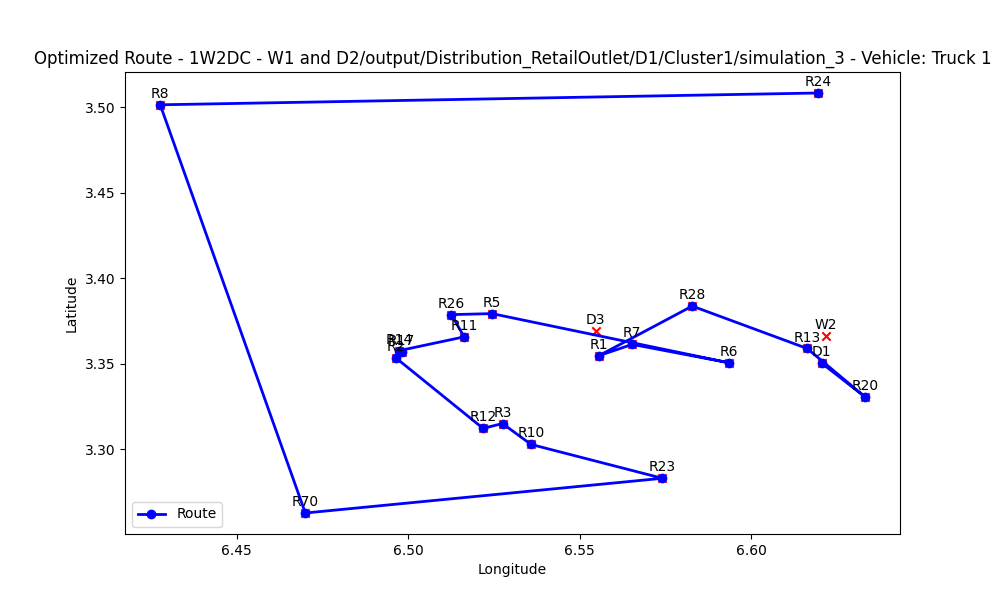 Optimized Route - 1W2DC - W1 and D2/output/Distribution_RetailOutlet/D1/Cluster1/simulation_3 - Vehicle: Truck 1
R8
R24
3.50
3.45
3.40
3.35
3.30
Latitude
R26
R5
R11
D3
R7
R1
R28
R6
W2
R13
D1
R20
R12
R3
R10
R23
R70
Route
6.45
6.50
6.55
6.60
Longitude